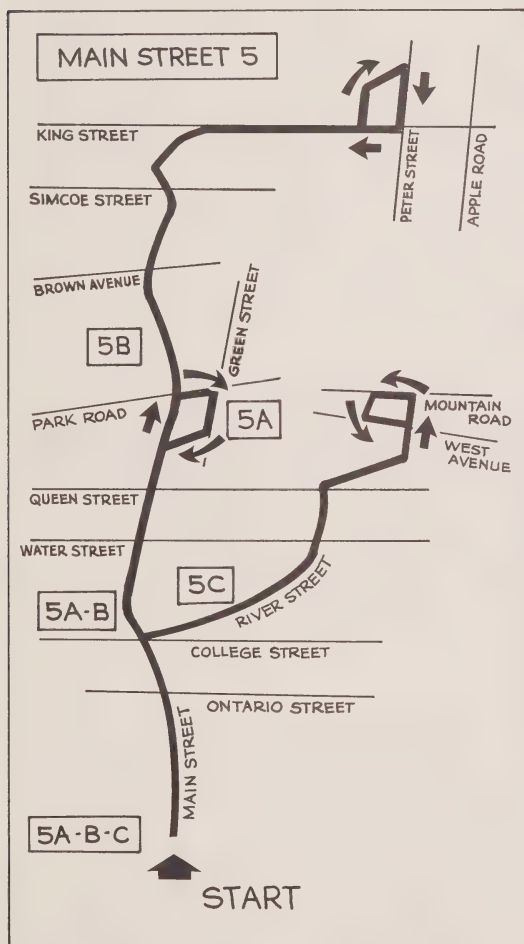 MAIN STREET 5
KING STREET
PETER STREET
APPLE ROAD
SIMCOE STREET
BROWN AVENUE
GREEN STREET
5B
PARK ROAD
5A
MOUNTAIN
ROAD
WEST
AVENUE
QUEEN STREET
WATER STREET
5C
RIVER STREET
5A-B
COLLEGE STREET
ONTARIO STREET
MAIN STREET
5A-B-C
START